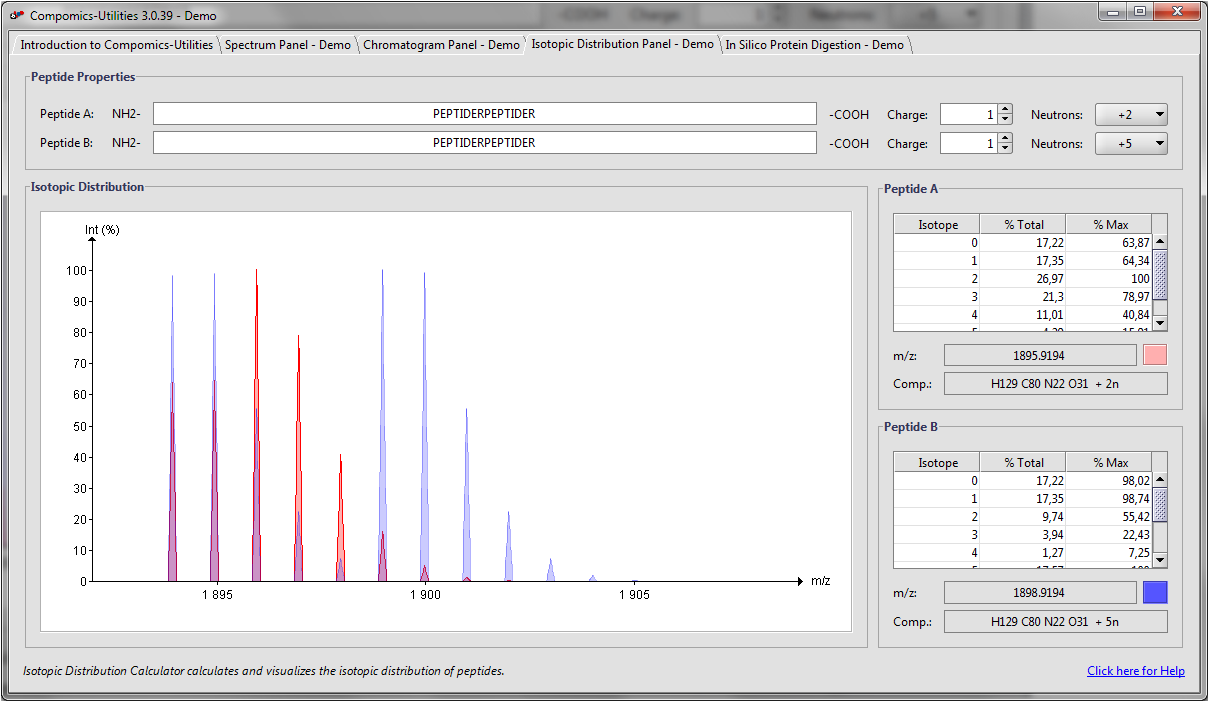 Compomics-Utilities 3.0.39 - Demo
Introduction to Compomics-Utilities Spectrum Panel - Demo Chromatogram Panel - Demo Isotopic Distribution Panel - Demo In Silico Protein Digestion - Demo
Peptide Properties
Peptide A: NH2- PEPTIDERPEPTIDER -COOH Charge: 1 Neutrons: +2
Peptide B: NH2- PEPTIDERPEPTIDER -COOH Charge: 1 Neutrons: +5
Isotopic Distribution
Int (%)
100
90
80
70
60
50
40
30
20
10
0
1 895 1 900 1 905 m/z
Peptide A
Isotope % Total % Max
0 17,22 63,87
1 17,35 64,34
2 26,97 100
3 21,3 78,97
4 11,01 40,84
m/z: 1895.9194
Comp.: H129 C80 N22 O31 + 2n
Peptide B
Isotope % Total % Max
0 17,22 98,02
1 17,35 98,74
2 9,74 55,42
3 3,94 22,43
4 1,27 7,25
m/z: 1898.9194
Comp.: H129 C80 N22 O31 + 5n
Isotopic Distribution Calculator calculates and visualizes the isotopic distribution of peptides.
Click here for Help